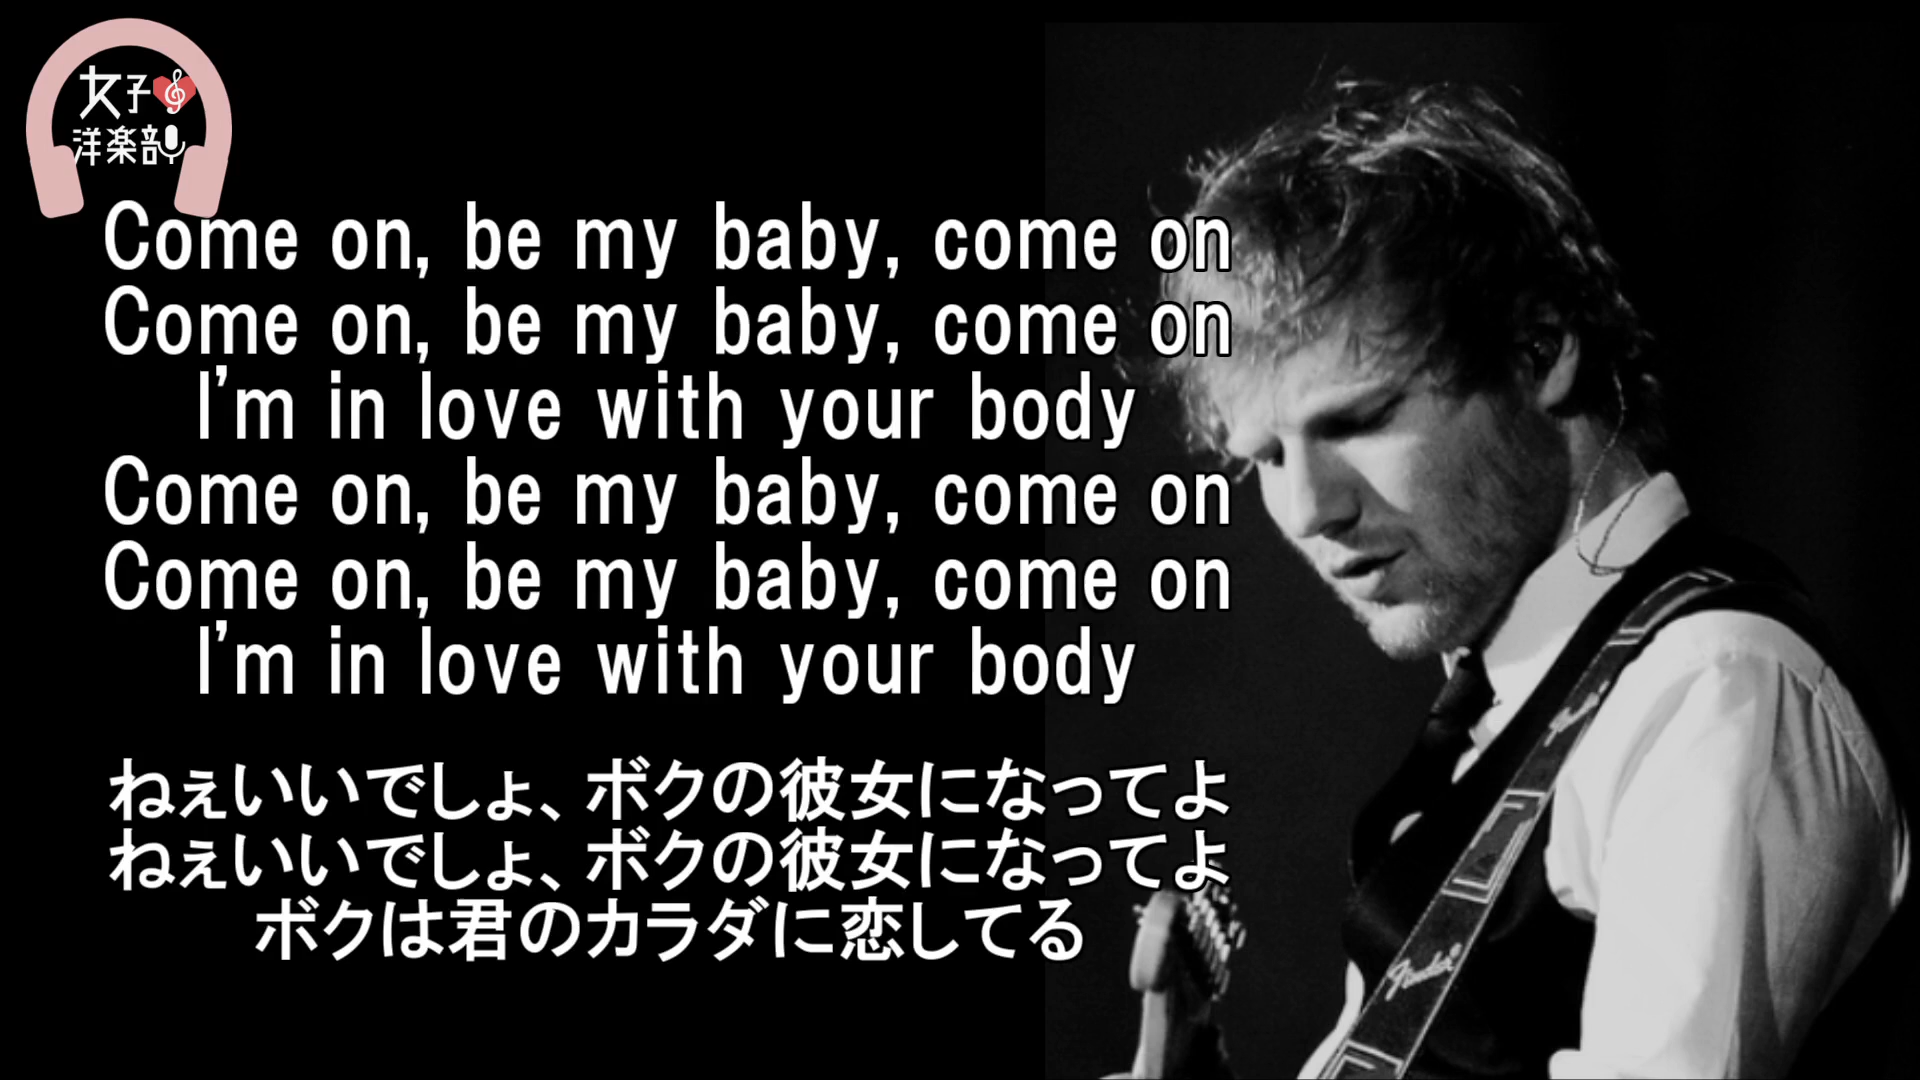 女子
洋楽部
Come on, be my baby, come on
Come on, be my baby, come on
I'm in love with your body
Come on, be my baby, come on
Come on, be my baby, come on
I'm in love with your body
ねぇいいでしょ、ボクの彼女になってよ
ねぇいいでしょ、ボクの彼女になってよ
ボクは君のカラダに恋してる
Fender